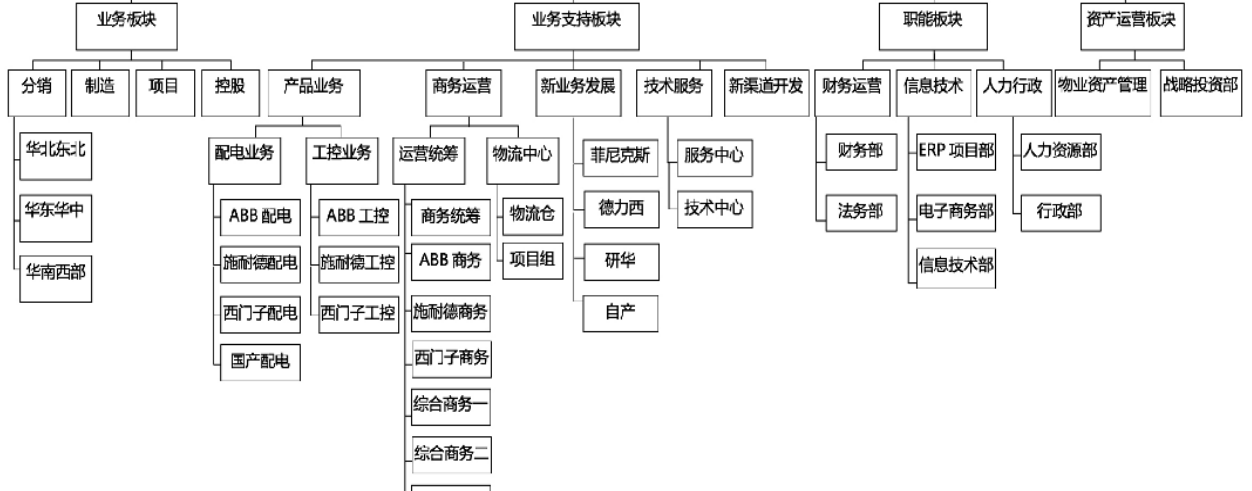 业务板块
业务支持板块
职能板块
资产运营板块
分销
制造
项目
控股
产品业务
商务运营
新业务发展
技术服务
新渠道开发
财务运营
信息技术
人力行政
物业资产管理
战略投资部
华北东北
华东华中
华南西部
配电业务
ABB 配电
施耐德配电
西门子配电
国产配电
工控业务
ABB 工控
施耐德工控
西门子工控
运营统筹
商务统筹
ABB 商务
施耐德商务
西门子商务
综合商务一
综合商务二
物流中心
物流仓
项目组
菲尼克斯
德力西
研华
自产
服务中心
技术中心
财务部
法务部
ERP 项目部
电子商务部
信息技术部
人力资源部
行政部